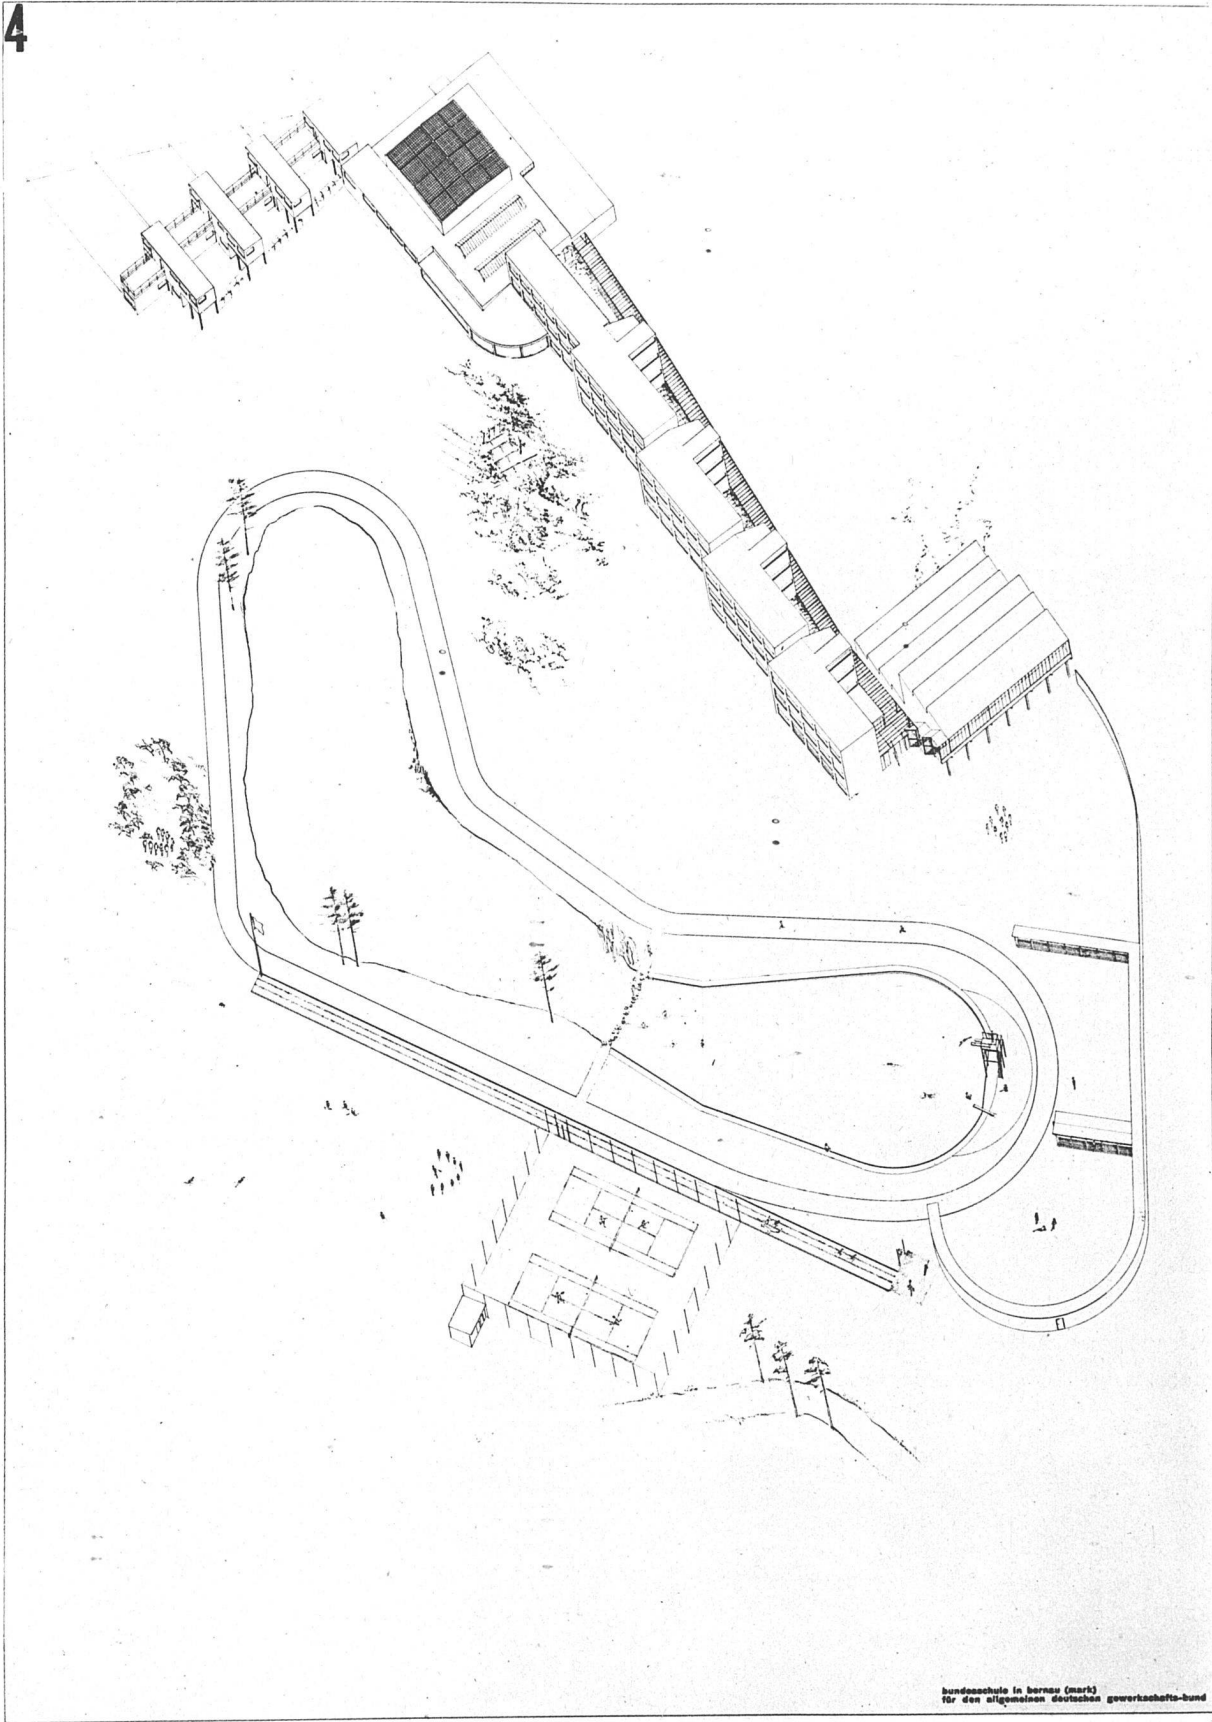 4
bundesschule in bernau (mark)
für den allgemeinen deutschen gewerkschafts-bund